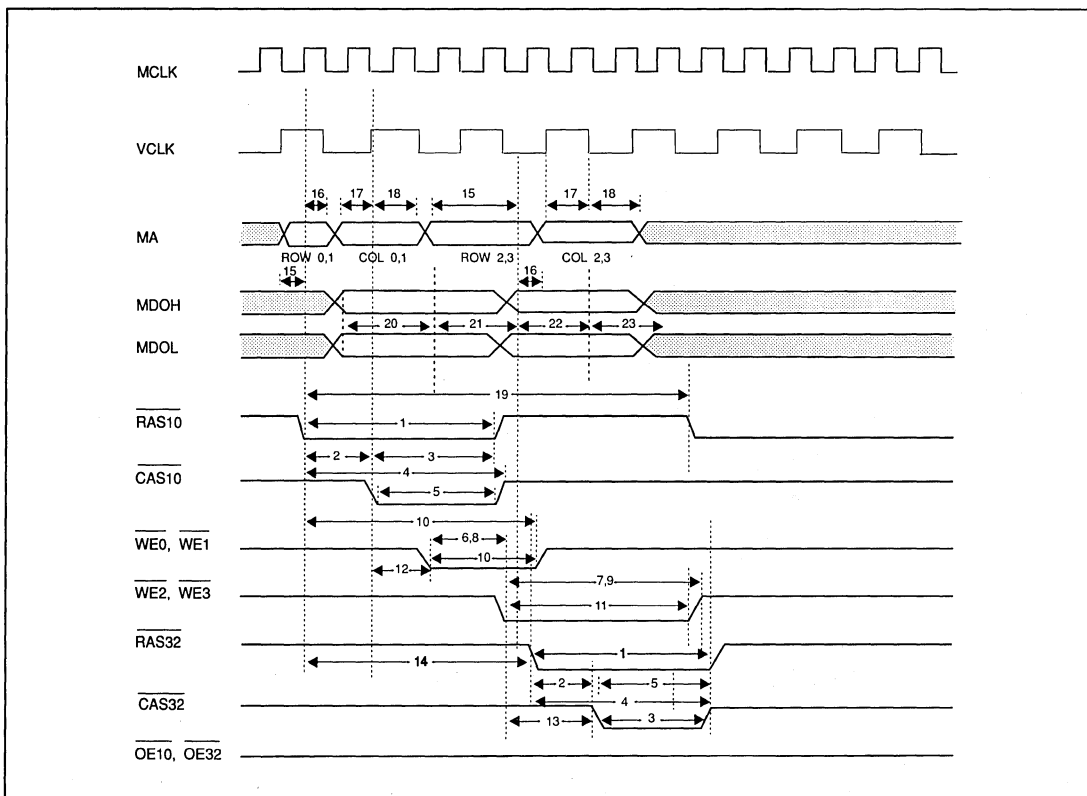 MCLK
VCLK
16 17 18 15 17 18
MA
ROW 0,1 COL 0,1 ROW 2,3 COL 2,3
15 16
MDOH
20 21 22 23
MDOL
19
RAS10
1
2 3
4
CAS10
5
10
6,8
WE0, WE1
10
12
7,9
WE2, WE3
11
RAS32
1
14
2 5
CAS32
4
13 3
OE10, OE32